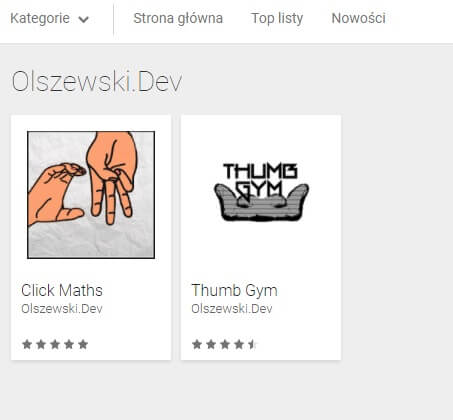 Kategorie Strona główna Top listy Nowości
Olszewski.Dev
THUMB
GYM
Click Maths
Olszewski.Dev
Thumb Gym
Olszewski.Dev